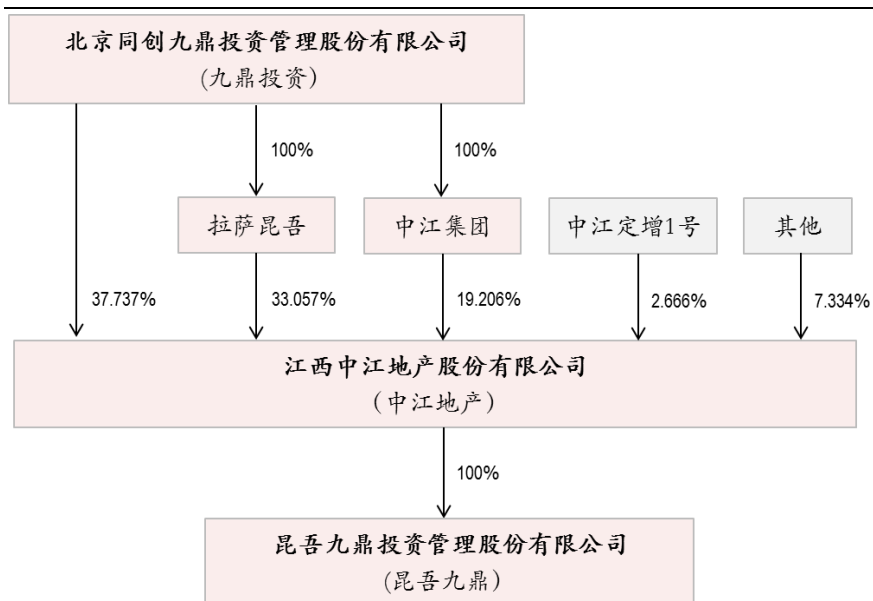 北京同创九鼎投资管理股份有限公司
(九鼎投资)
100%
100%
拉萨昆吾
中江集团
中江定增1号
其他
37.737%
33.057%
19.206%
2.666%
7.334%
江西中江地产股份有限公司
(中江地产)
100%
昆吾九鼎投资管理股份有限公司
(昆吾九鼎)